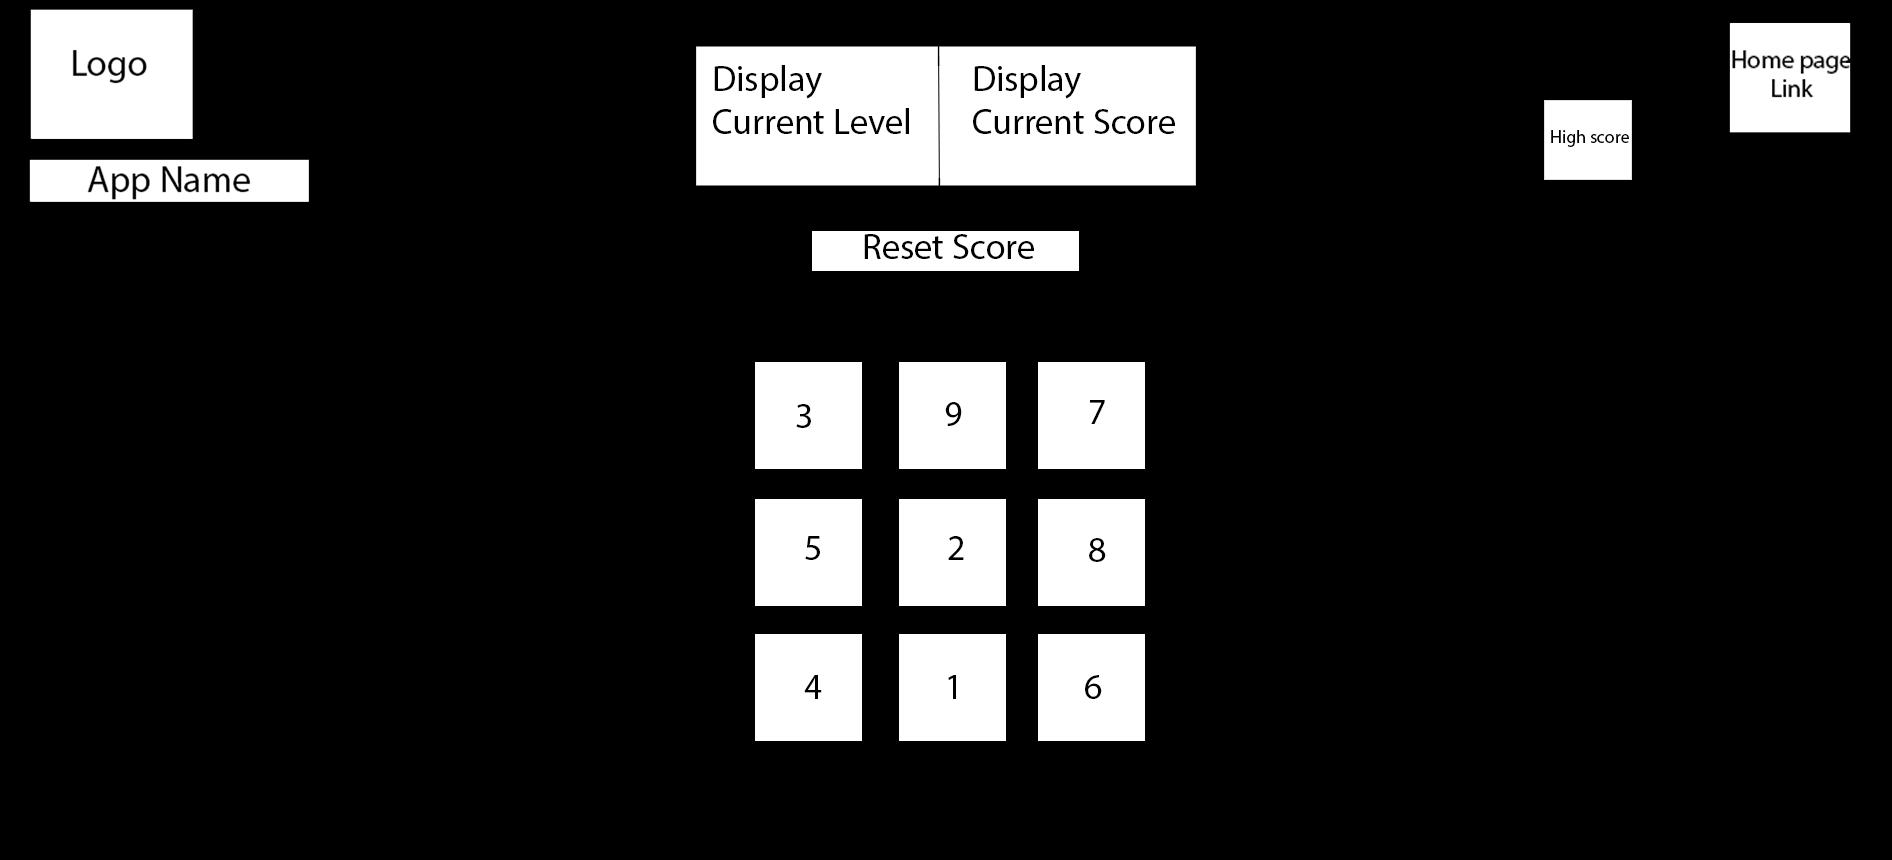 Logo
App Name
Display
Current Level
Display
Current Score
High score
Home page
Link
Reset Score
3
9
7
5
2
8
4
1
6